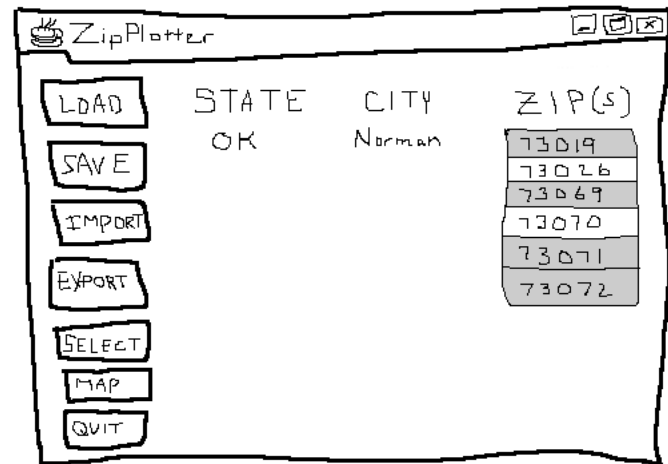 ZipPlotter
LOAD
SAVE
IMPORT
EXPORT
SELECT
MAP
QUIT
STATE CITY ZIP(s)
OK Norman
73019
73026
73069
73070
73071
73072